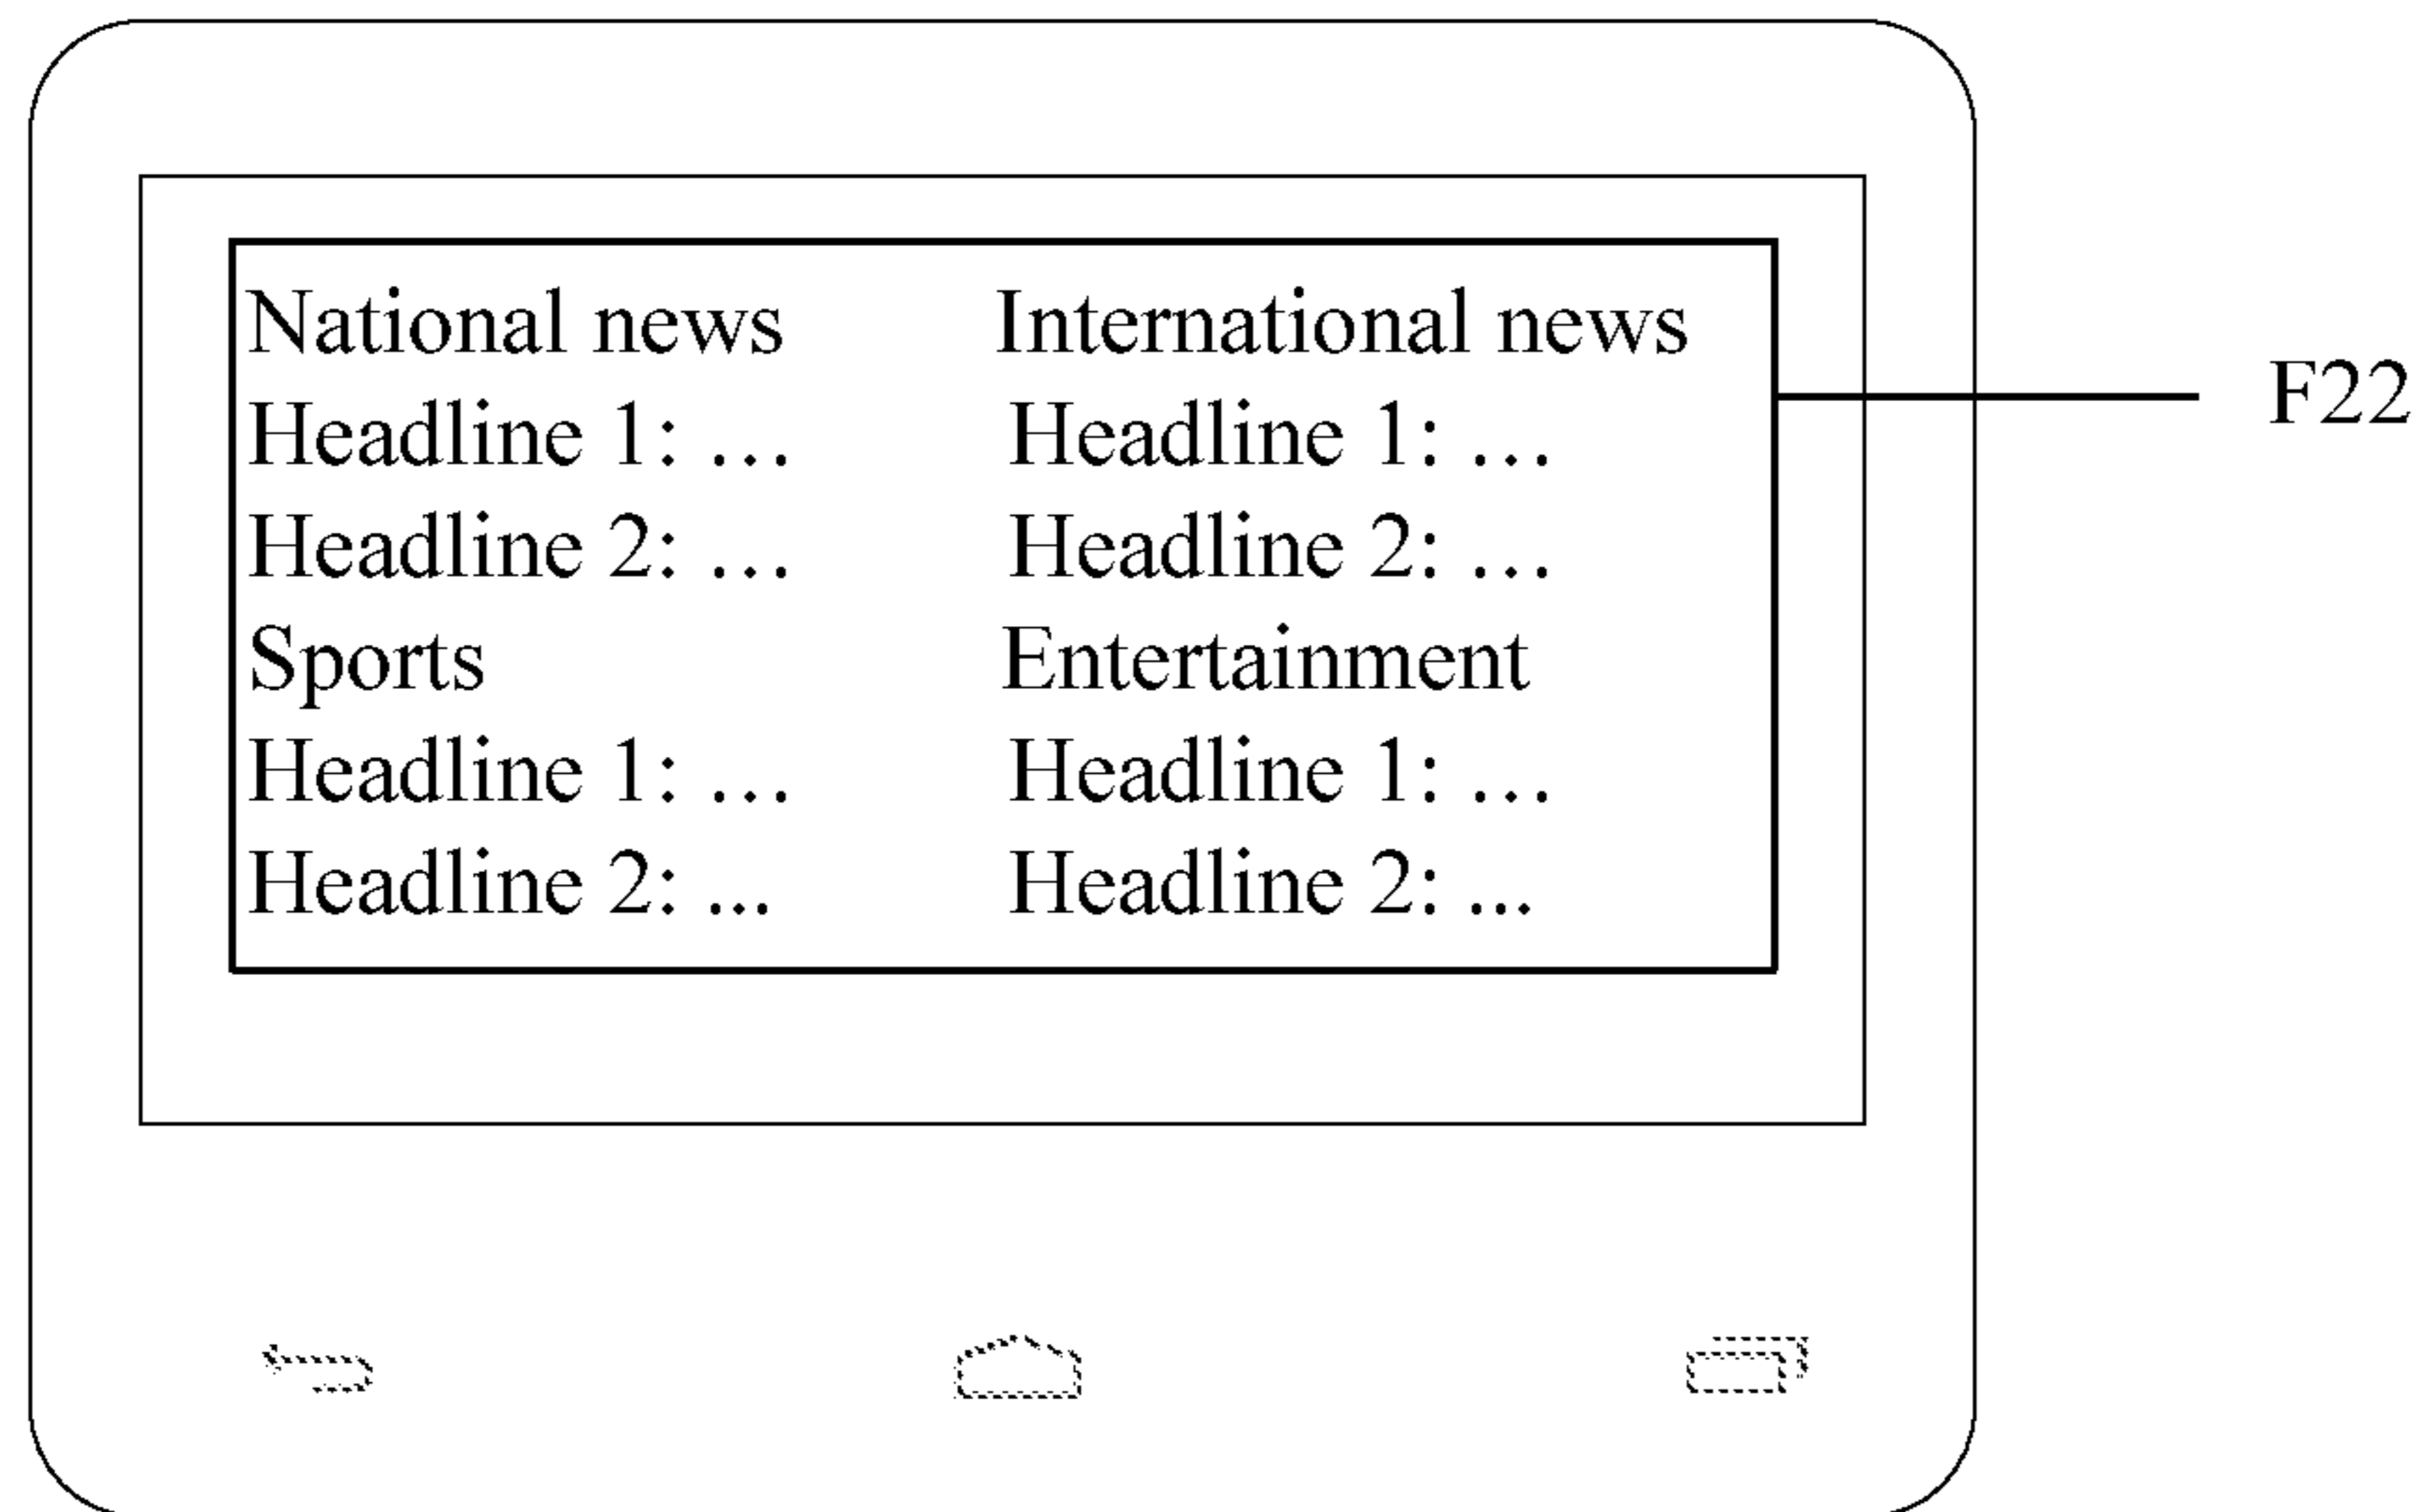 National news International news
Headline 1: ... Headline 1: ...
Headline 2: ... Headline 2: ...
Sports Entertainment
Headline 1: ... Headline 1: ...
Headline 2: ... Headline 2: ...
F22